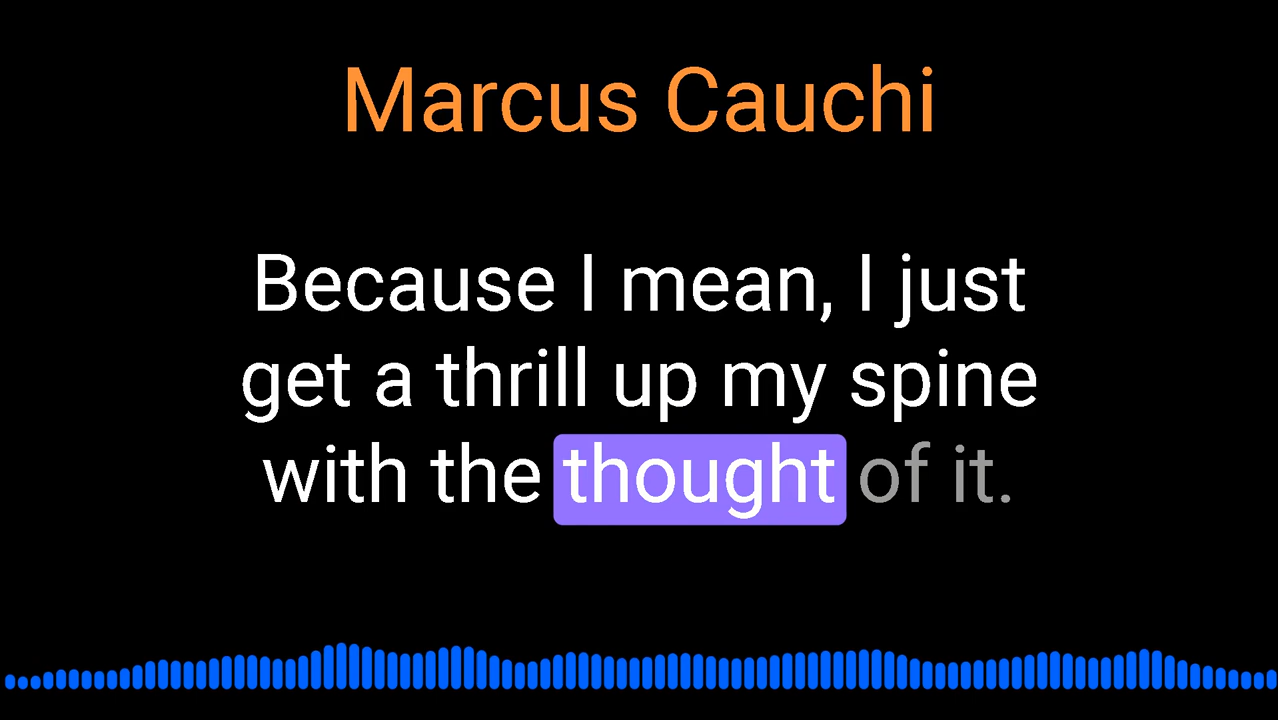 Marcus Cauchi
Because I mean, I just
get a thrill up my spine
with the thought of it.